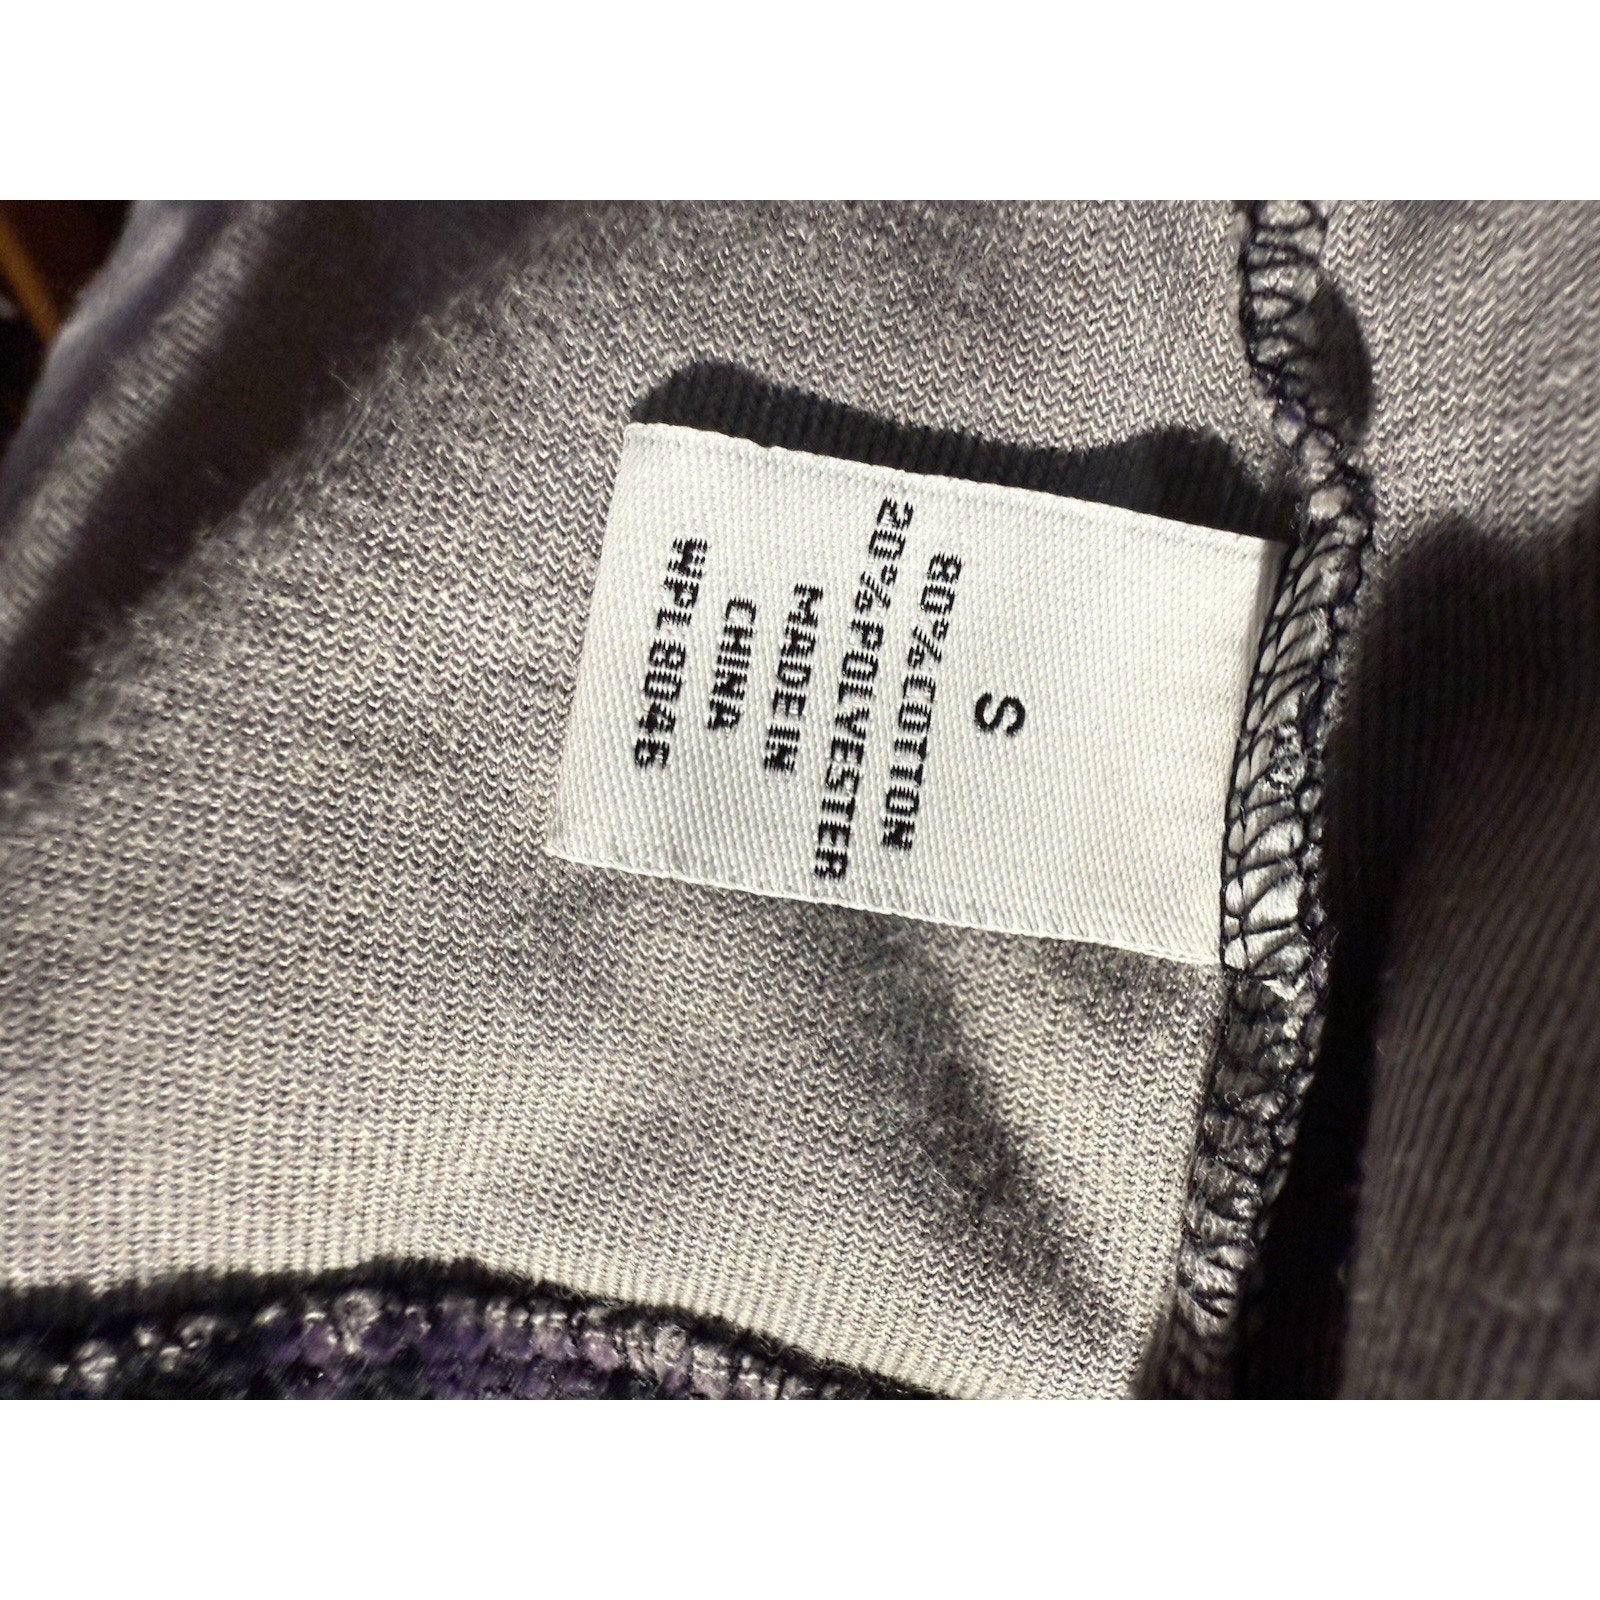 S
80% COTTON
20% POLYESTER
MADE IN
CHINA
WPL 8046